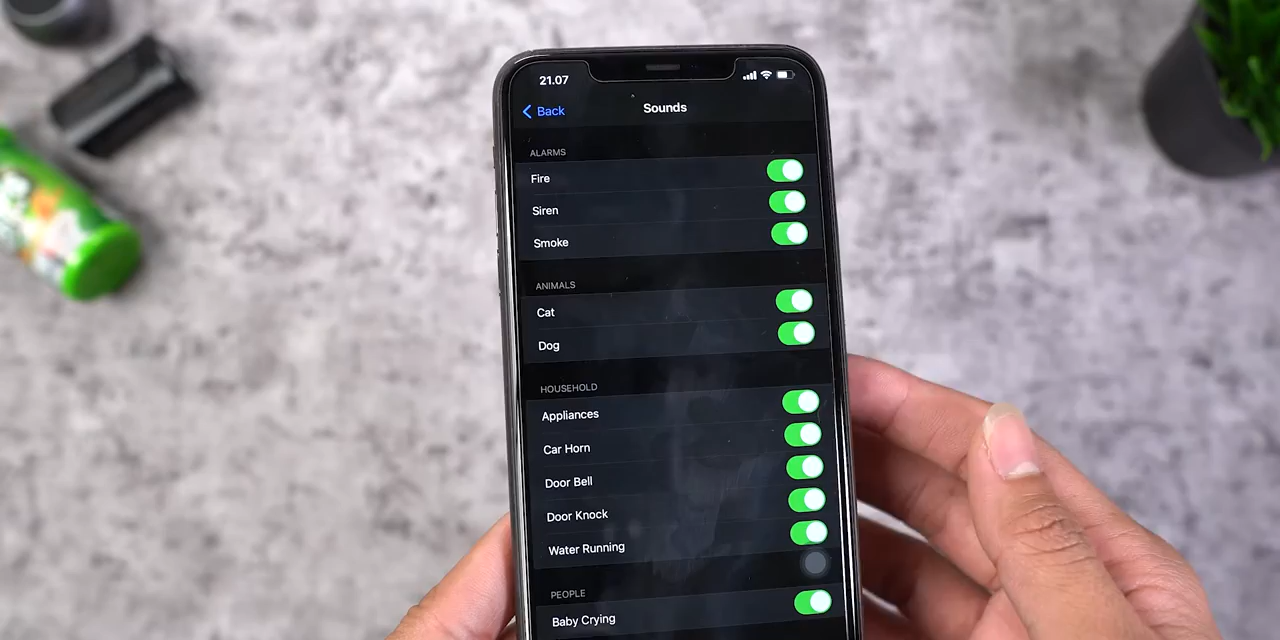 21.07
Back
Sounds
ALARMS
Fire
Siren
Smoke
ANIMALS
Cat
Dog
HOUSEHOLD
Appliances
Car Horn
Door Bell
Door Knock
Water Running
PEOPLE
Baby Crying